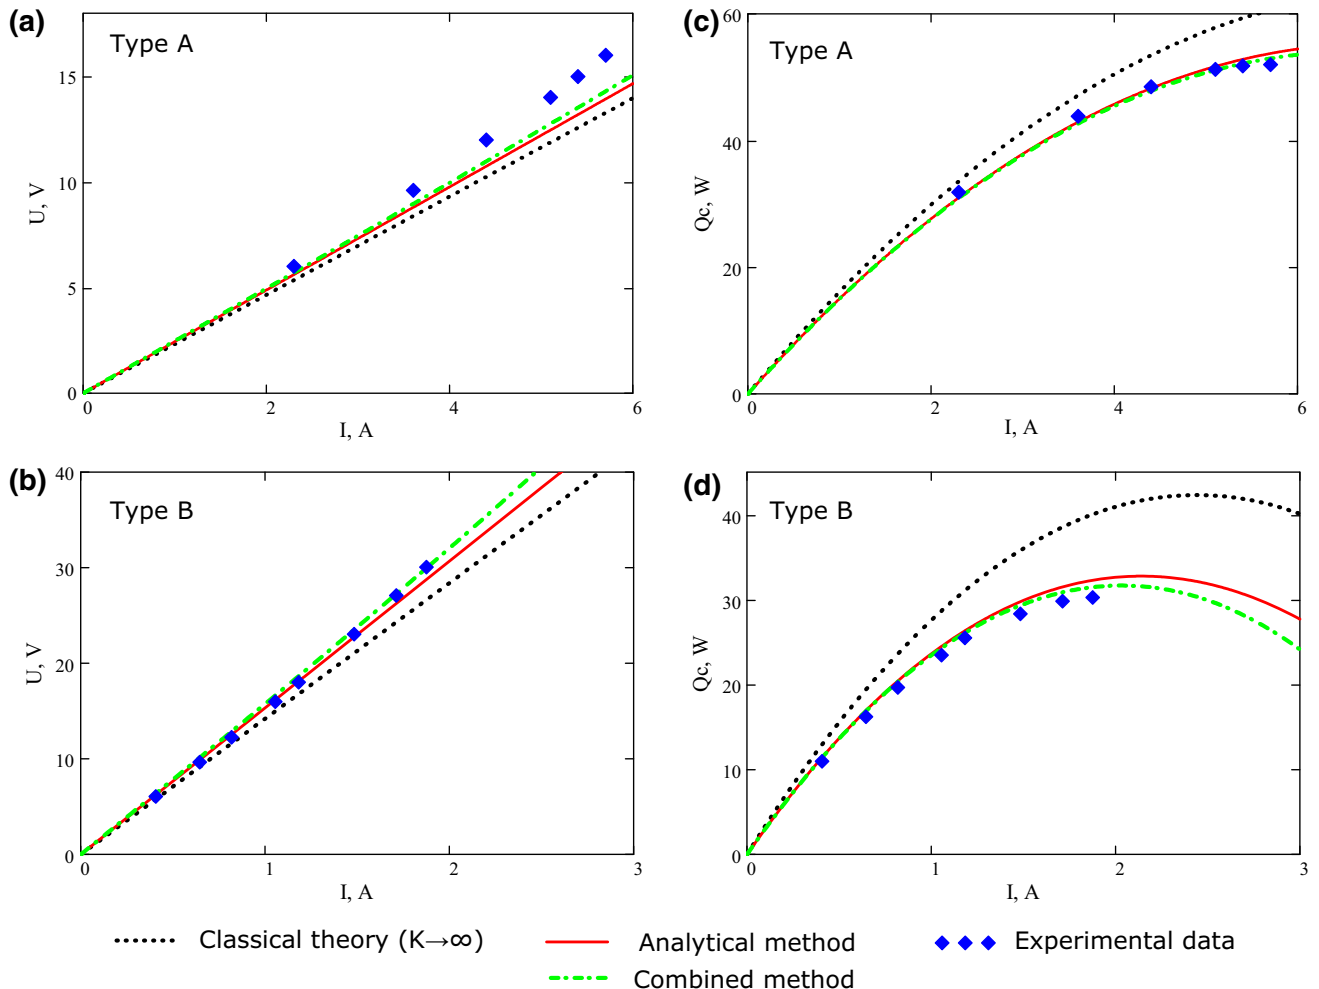 (a)
Type A
U, V
15
10
5
0
0
2
4
6
I, A
(c)
Type A
Qc, W
60
40
20
0
0
2
4
6
I, A
(b)
Type B
U, V
40
30
20
10
0
0
1
2
3
I, A
(d)
Type B
Qc, W
40
30
20
10
0
0
1
2
3
I, A
Classical theory (K→∞)
Analytical method
Experimental data
Combined method